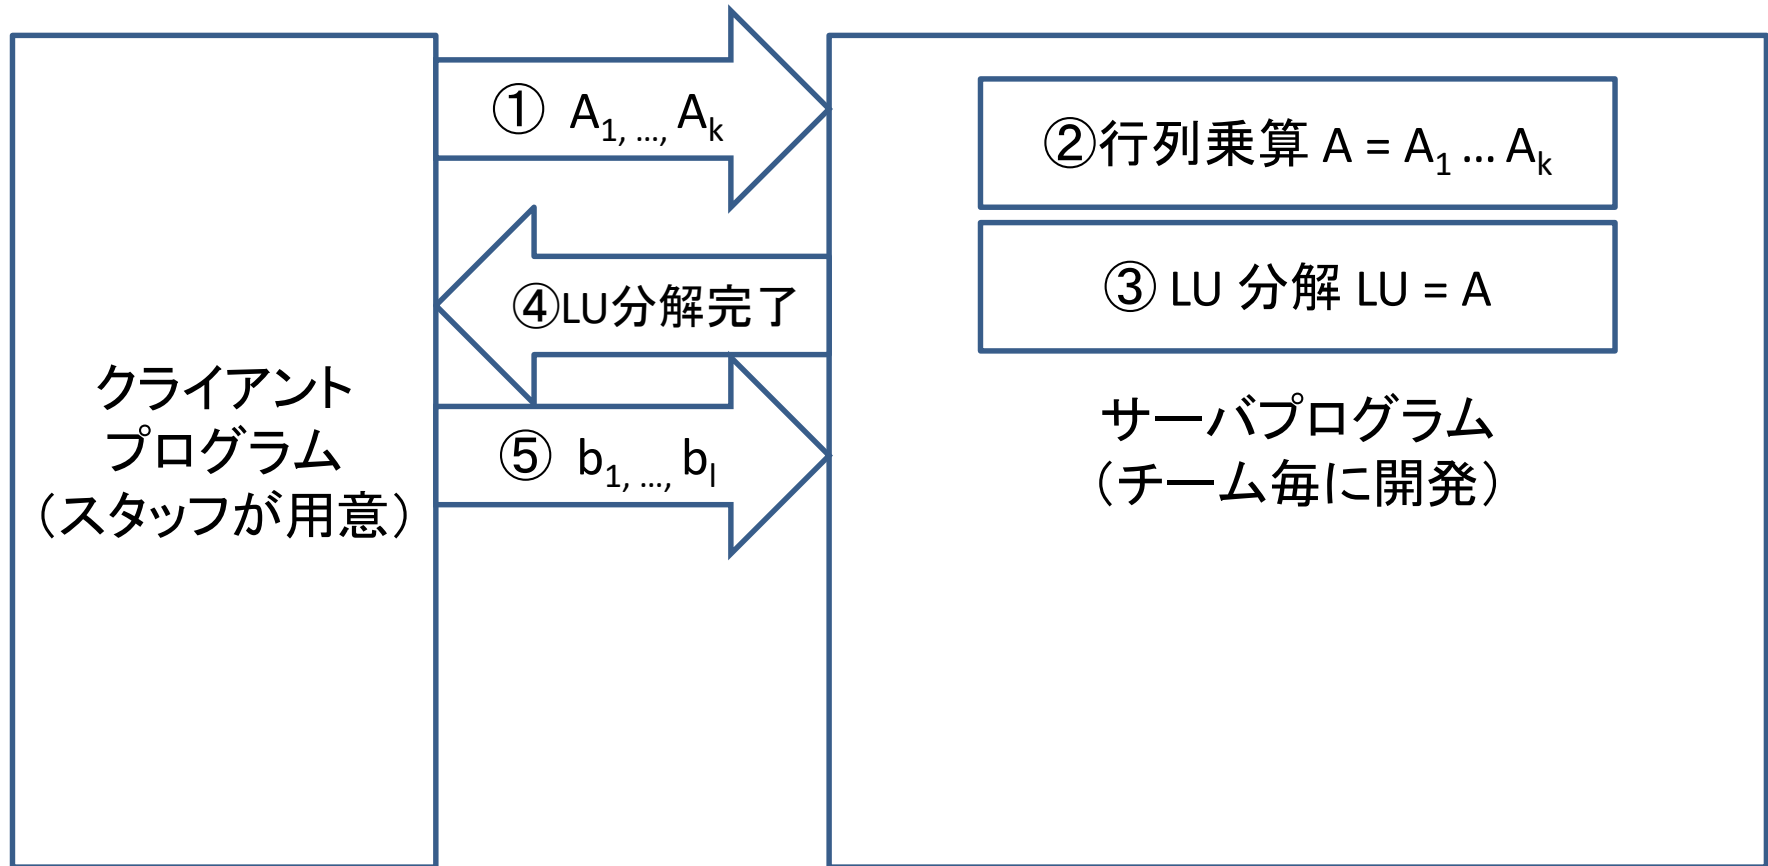 ① A1, ..., Ak
②行列乗算 A = A1 ... Ak
③ LU 分解 LU = A
④LU分解完了
⑤ b1, ..., bl
クライアント
プログラム
（スタッフが用意）
サーバプログラム
（チーム毎に開発）